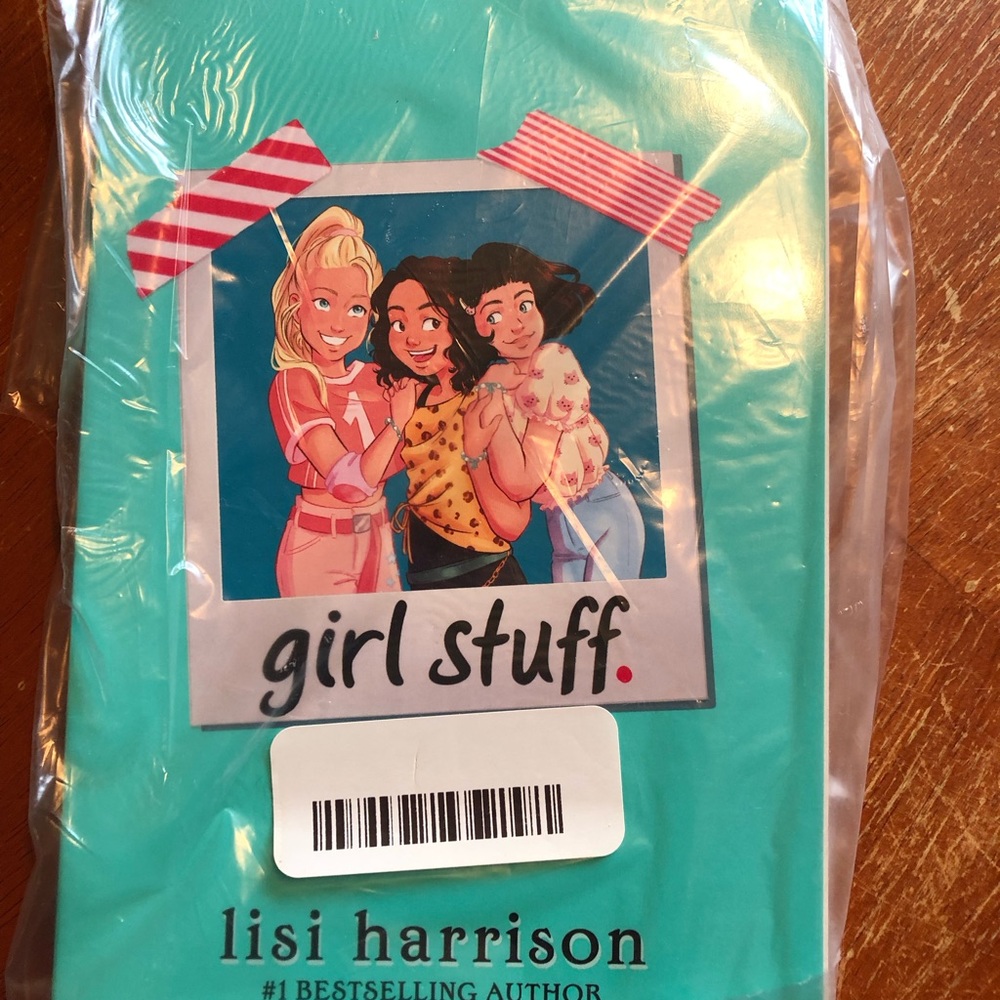 girl stuff.
lisi harrison
#1 BESTSELLING AUTHOR